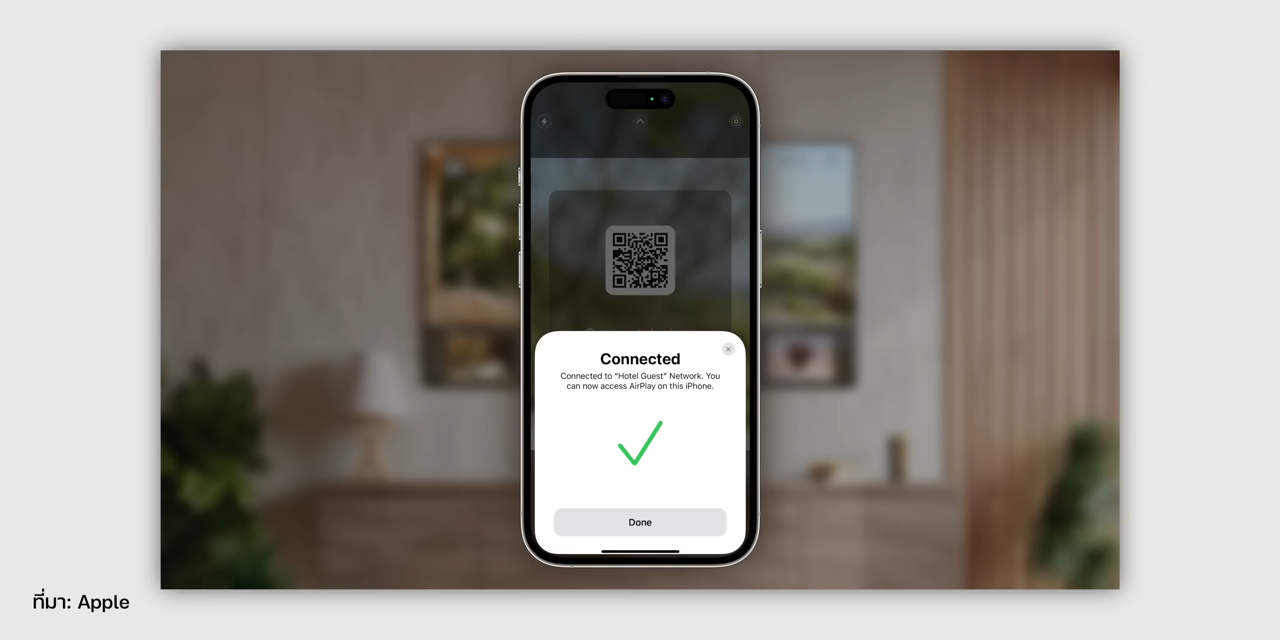 Connected
Connected to "Hotel Guest" Network. You
can now access AirPlay on this iPhone.
Done
ที่มา: Apple